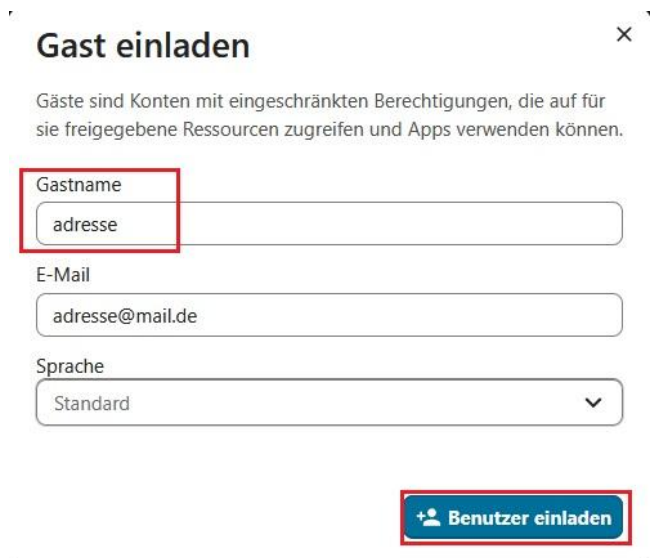 Gast einladen
Gäste sind Konten mit eingeschränkten Berechtigungen, die auf für
sie freigegebene Ressourcen zugreifen und Apps verwenden können.
Gastname
adresse
E-Mail
adresse@mail.de
Sprache
Standard
Benutzer einladen